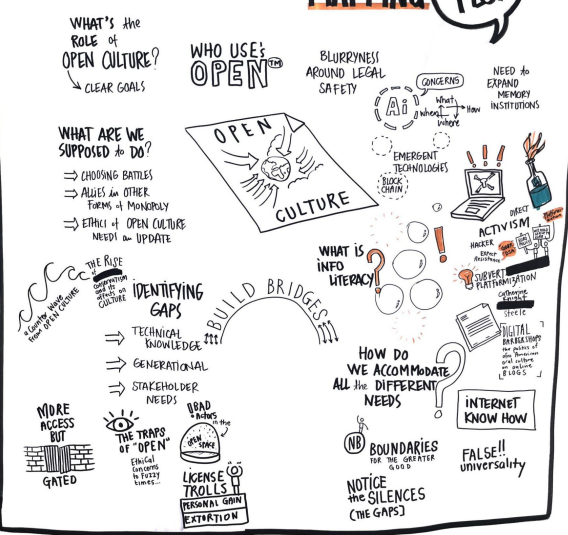 MAPPING
WHAT'S the
ROLE of
OPEN CULTURE?
CLEAR GOALS
WHO USE's
OPEN™
BLURRYNESS
AROUND LEGAL
SAFETY
CONCERNS
Ai
What
When
How
Where
NEED to
EXPAND
MEMORY
INSTITUTIONS
WHAT ARE WE
SUPPOSED to DO?
⇒ CHOOSING BATTLES
⇒ ALLIES in OTHER
FORMS of MONOPOLY
⇒ ETHICS of OPEN CULTURE
NEEDS an UPDATE
OPEN
CULTURE
EMERGENT
TECHNOLOGIES
BLOCK
CHAIN
DIRECT
ACTIVISM
HACKER
Expert
Resistance
SUBVERT
PLATFORMIZATION
Catherine
Knight
Steele
DIGITAL
BARBERSHOPS
the politics of
African American
oral culture
on online
BLOGS
a Counter Wave
from OPEN CULTURE
THE RISE
of
conservatism
and its
effects on
CULTURE
IDENTIFYING
GAPS
⇒ TECHNICAL
KNOWLEDGE
⇒ GENERATIONAL
⇒ STAKEHOLDER
NEEDS
BUILD BRIDGES
WHAT IS
INFO
LITERACY
?
!
HOW DO
WE ACCOMMODATE
ALL the DIFFERENT
NEEDS
?
INTERNET
KNOW HOW
MORE
ACCESS
BUT
GATED
THE TRAPS
OF "OPEN"
Ethical
Concerns
to Fuzzy
times...
BAD
Actors
in the
OPEN
SPACE
LICENSE
TROLLS
PERSONAL GAIN
EXTORTION
NB
BOUNDARIES
FOR THE GREATER
GOOD
NOTICE
the SILENCES
(THE GAPS]
FALSE!!
universality